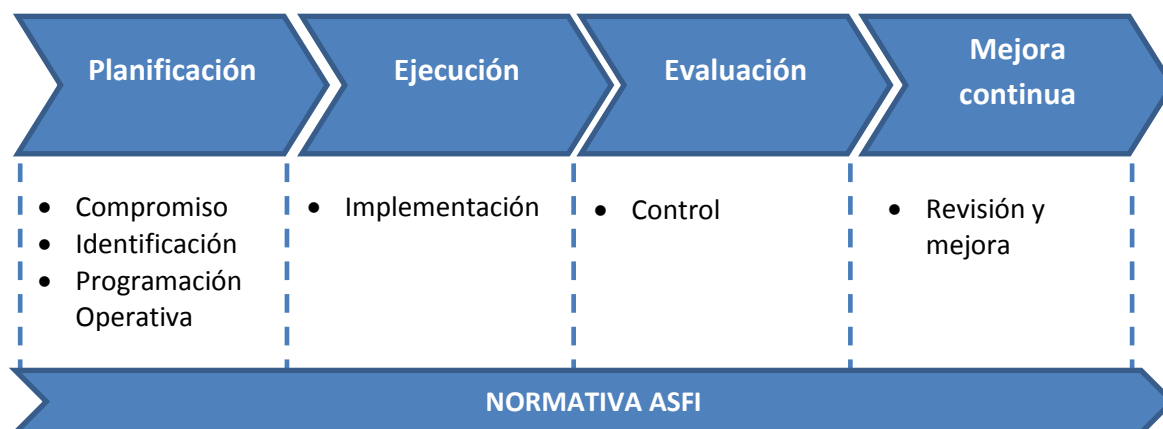 Planificación
Ejecución
Evaluación
Mejora
continua
• Compromiso
• Identificación
• Programación
Operativa
• Implementación
• Control
• Revisión y
mejora
NORMATIVA ASFI